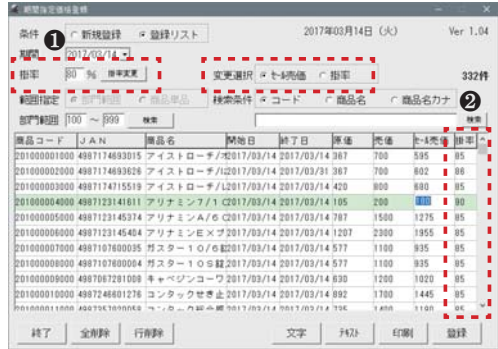 期間指定価格登録
条件 新規登録 登録リスト 2017年03月14日 (火) Ver 1.04
❶
期間 2017/03/14
掛率 80 % 掛率変更 変更選択 セール売価 掛率 332件
範囲指定 部門範囲 商品単品 検索条件 コード 商品名 商品名カナ
❷
部門範囲 100 ~ 999 検索 検索
商品コード JAN 商品名 開始日 終了日 原価 売価 セール売価 掛率
201000001000 4987174693015 アイストローチ/ 2017/03/14 2017/03/14 367 700 595 85
201000002000 4987174693626 アイストローチ/ 2017/03/14 2017/03/31 367 700 602 86
201000003000 4987174715519 アイストローチ/ 2017/03/14 2017/03/14 420 800 680 85
201000004000 4987123141611 アリナミン7/1 2017/03/14 2017/03/14 105 200 160 80
201000005000 4987123145374 アリナミンA/6 2017/03/14 2017/03/14 787 1500 1275 85
201000006000 4987123145404 アリナミンEXプ 2017/03/14 2017/03/14 1207 2300 1955 85
201000007000 4987107600035 ガスター10/6 2017/03/14 2017/03/14 577 1100 935 85
201000008000 4987107600004 ガスター10S錠 2017/03/14 2017/03/14 577 1100 935 85
201000009000 4987067281008 キャベジンコーワ 2017/03/14 2017/03/14 630 1200 1020 85
201000010000 4987246601276 コンタックせき止 2017/03/14 2017/03/14 892 1700 1445 85
終了 全削除 行削除 文字 テキスト 印刷 登録